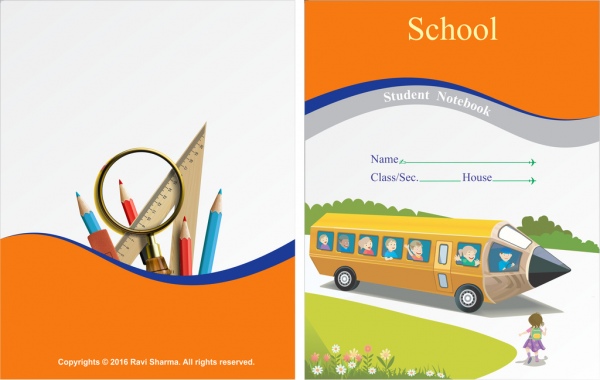 School
Student Notebook
Name
Class/Sec. House
Copyrights © 2016 Ravi Sharma. All rights reserved.